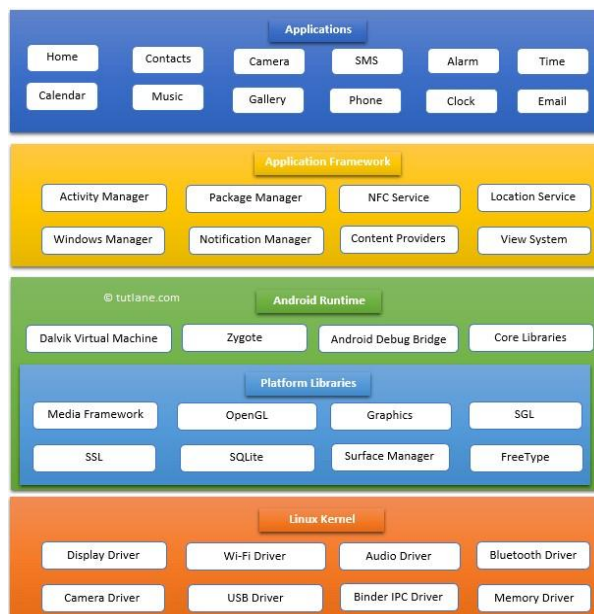 Applications
Home Contacts Camera SMS Alarm Time
Calendar Music Gallery Phone Clock Email
Application Framework
Activity Manager Package Manager NFC Service Location Service
Windows Manager Notification Manager Content Providers View System
© tutlane.com
Android Runtime
Dalvik Virtual Machine Zygote Android Debug Bridge Core Libraries
Platform Libraries
Media Framework OpenGL Graphics SGL
SSL SQLite Surface Manager FreeType
Linux Kernel
Display Driver Wi-Fi Driver Audio Driver Bluetooth Driver
Camera Driver USB Driver Binder IPC Driver Memory Driver